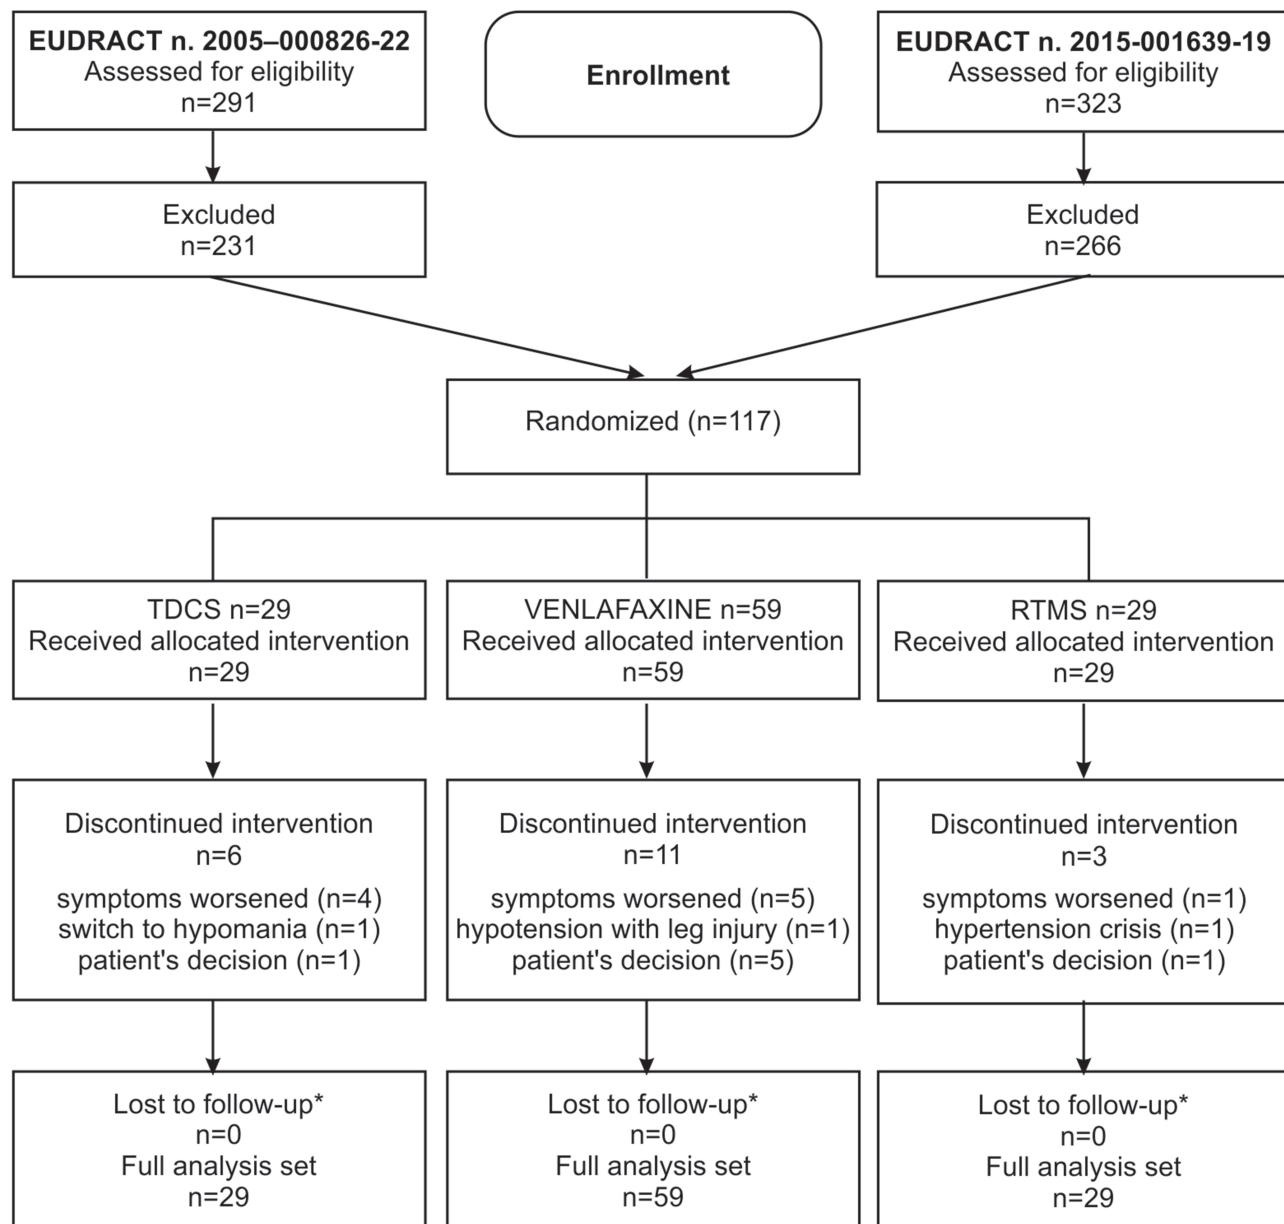 EUDRACT n. 2005–000826-22
Assessed for eligibility
n=291
Enrollment
EUDRACT n. 2015-001639-19
Assessed for eligibility
n=323
Excluded
n=231
Excluded
n=266
Randomized (n=117)
TDCS n=29
Received allocated intervention
n=29
VENLAFAXINE n=59
Received allocated intervention
n=59
RTMS n=29
Received allocated intervention
n=29
Discontinued intervention
n=6
symptoms worsened (n=4)
switch to hypomania (n=1)
patient's decision (n=1)
Discontinued intervention
n=11
symptoms worsened (n=5)
hypotension with leg injury (n=1)
patient's decision (n=5)
Discontinued intervention
n=3
symptoms worsened (n=1)
hypertension crisis (n=1)
patient's decision (n=1)
Lost to follow-up*
n=0
Full analysis set
n=29
Lost to follow-up*
n=0
Full analysis set
n=59
Lost to follow-up*
n=0
Full analysis set
n=29